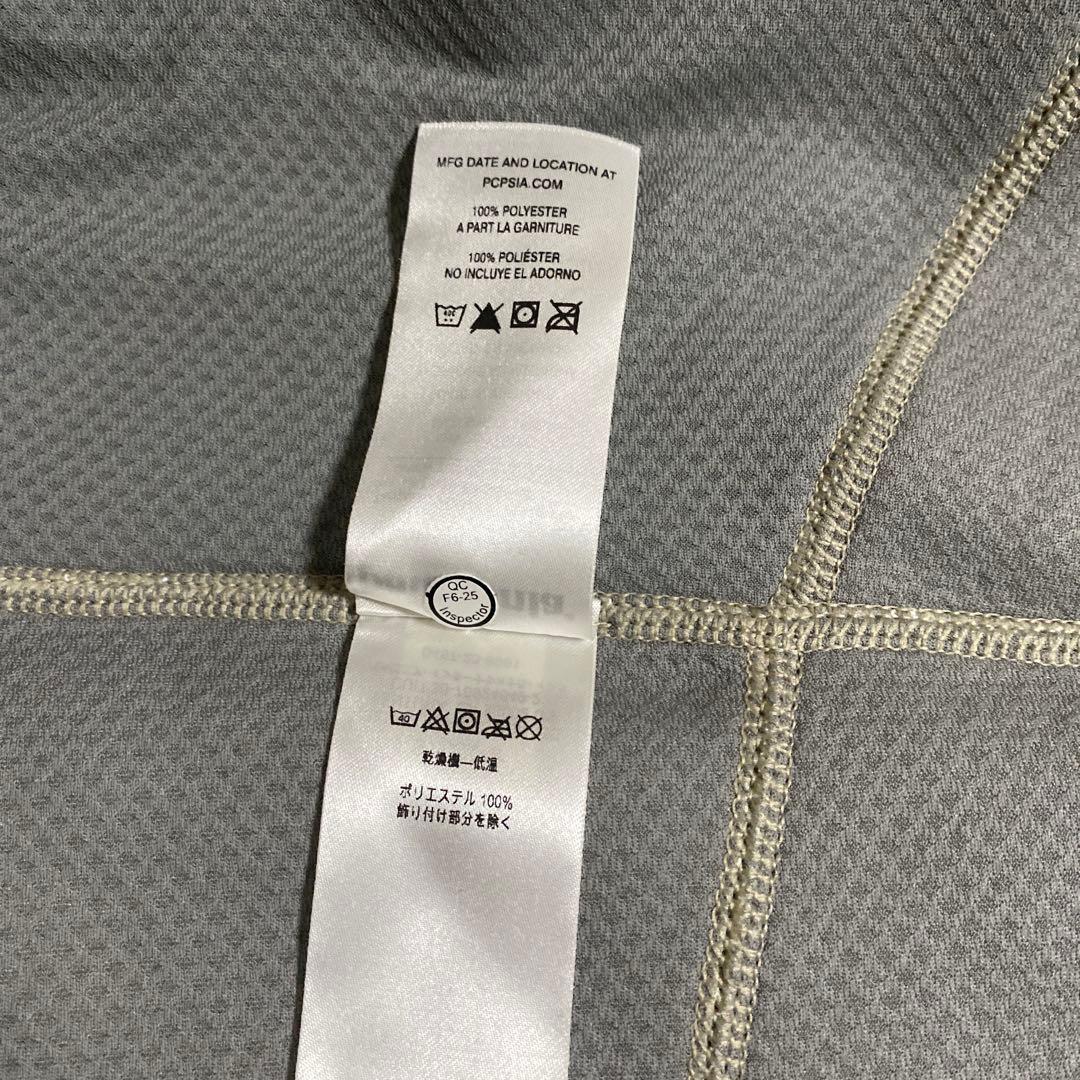 MFG DATE AND LOCATION AT
PCPSIA.COM
100% POLYESTER
A PART LA GARNITURE
100% POLIÉSTER
NO INCLUYE EL ADORNO
QC
F6-25
Inspector
40
乾燥機—低温
ポリエステル 100%
飾り付け部分を除く